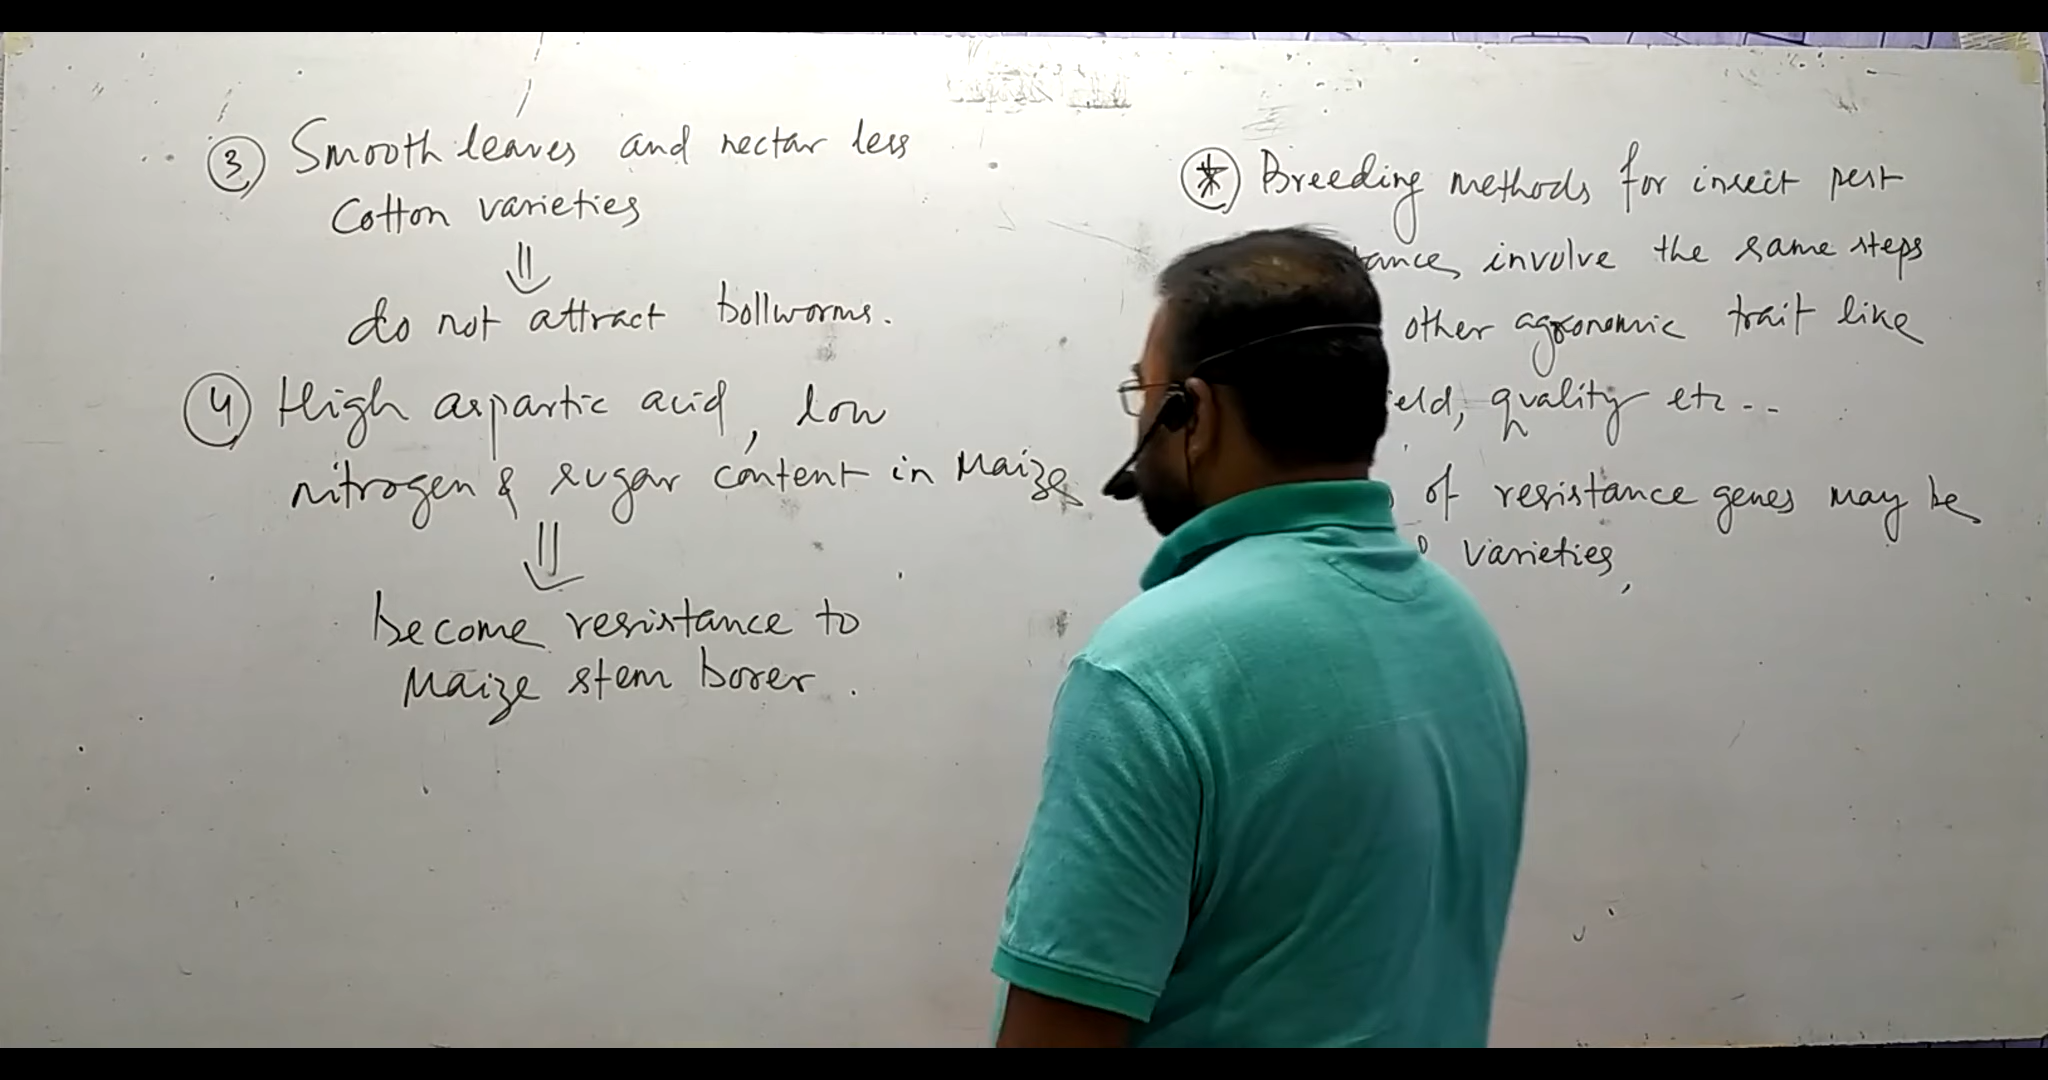 3 Smooth leaves and nectar less
Cotton varieties
⇓
do not attract bollworms.
4 High aspartic acid, low
nitrogen & sugar content in Maize
⇓
become resistance to
Maize stem borer.
* Breeding methods for insect pest
involve the same steps
other agronomic trait like
quality etc--
of resistance genes may be
varieties,